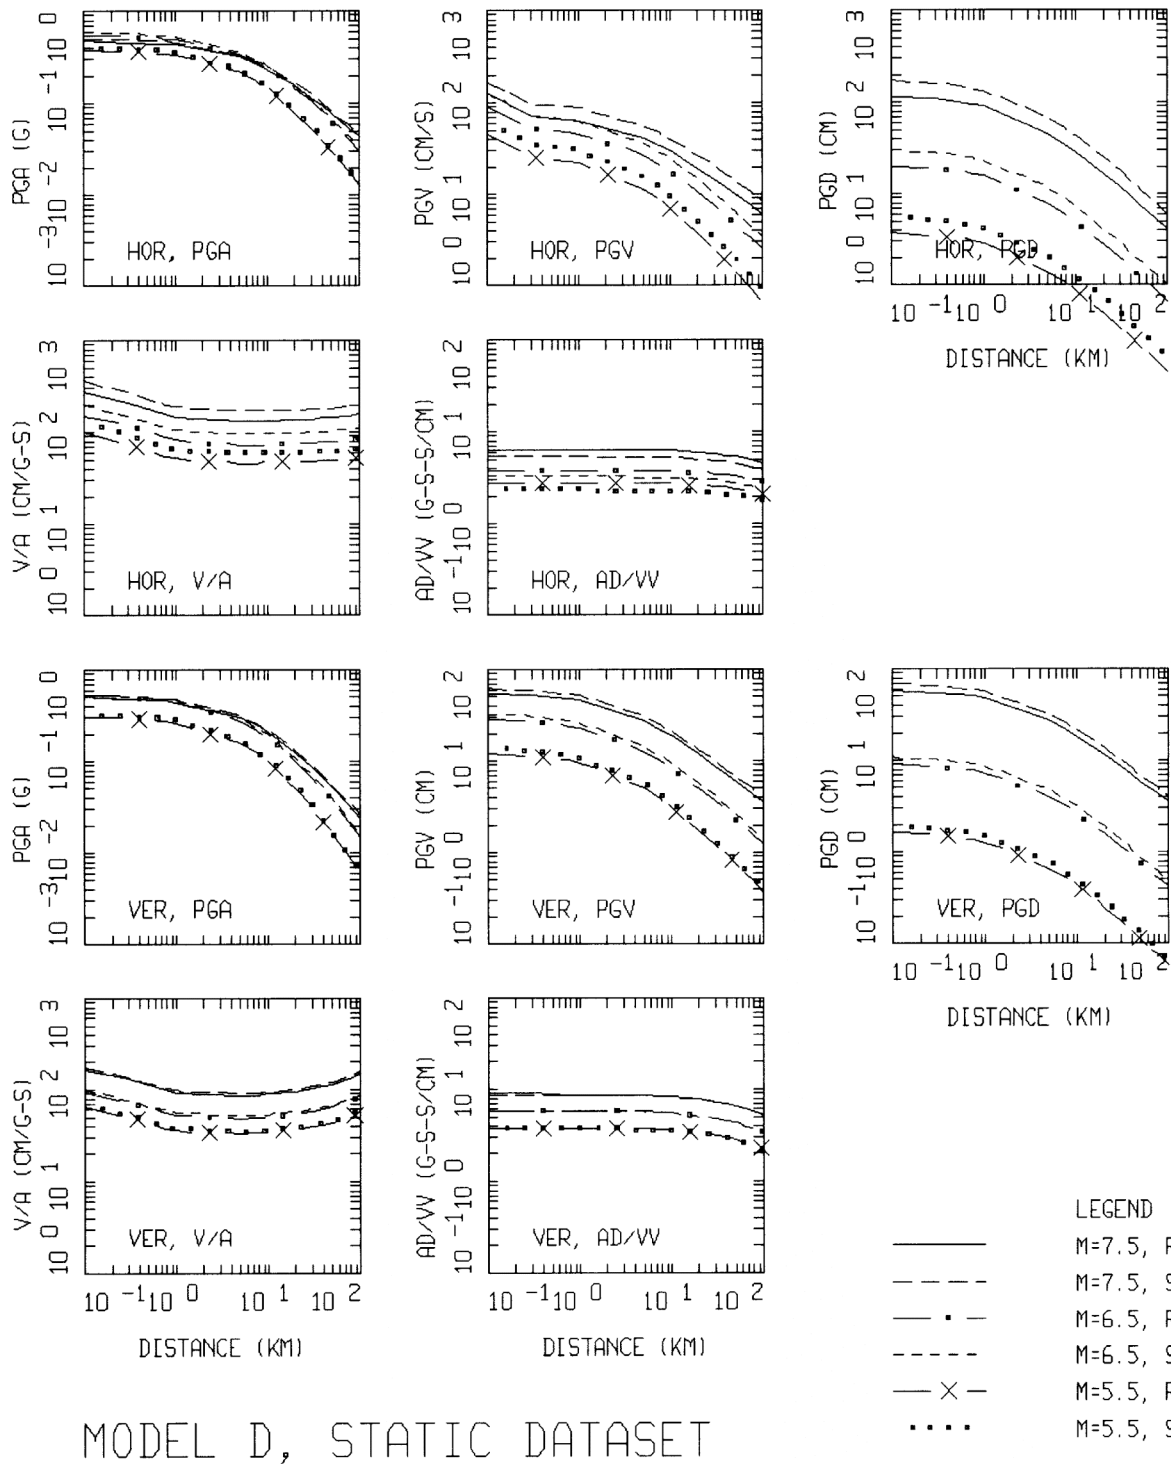 PGA (G)
10 -3 10 -2 10 -1 10 0
HOR, PGA
PGV (CM/S)
10 0 10 1 10 2 10 3
HOR, PGV
PGD (CM)
10 0 10 1 10 2 10 3
HOR, PGD
10 -1 10 0 10 1 10 2
DISTANCE (KM)
V/A (CM/G-S)
10 0 10 1 10 2 10 3
HOR, V/A
AD/VV (G-S-S/CM)
10 -1 10 0 10 1 10 2
HOR, AD/VV
PGA (G)
10 -3 10 -2 10 -1 10 0
VER, PGA
PGV (CM)
10 -1 10 0 10 1 10 2
VER, PGV
PGD (CM)
10 -1 10 0 10 1 10 2
VER, PGD
10 -1 10 0 10 1 10 2
DISTANCE (KM)
V/A (CM/G-S)
10 0 10 1 10 2 10 3
VER, V/A
10 -1 10 0 10 1 10 2
DISTANCE (KM)
AD/VV (G-S-S/CM)
10 -1 10 0 10 1 10 2
VER, AD/VV
10 -1 10 0 10 1 10 2
DISTANCE (KM)
LEGEND
M=7.5,
M=7.5, S
M=6.5,
M=6.5, S
M=5.5,
M=5.5, S
MODEL D, STATIC DATASET